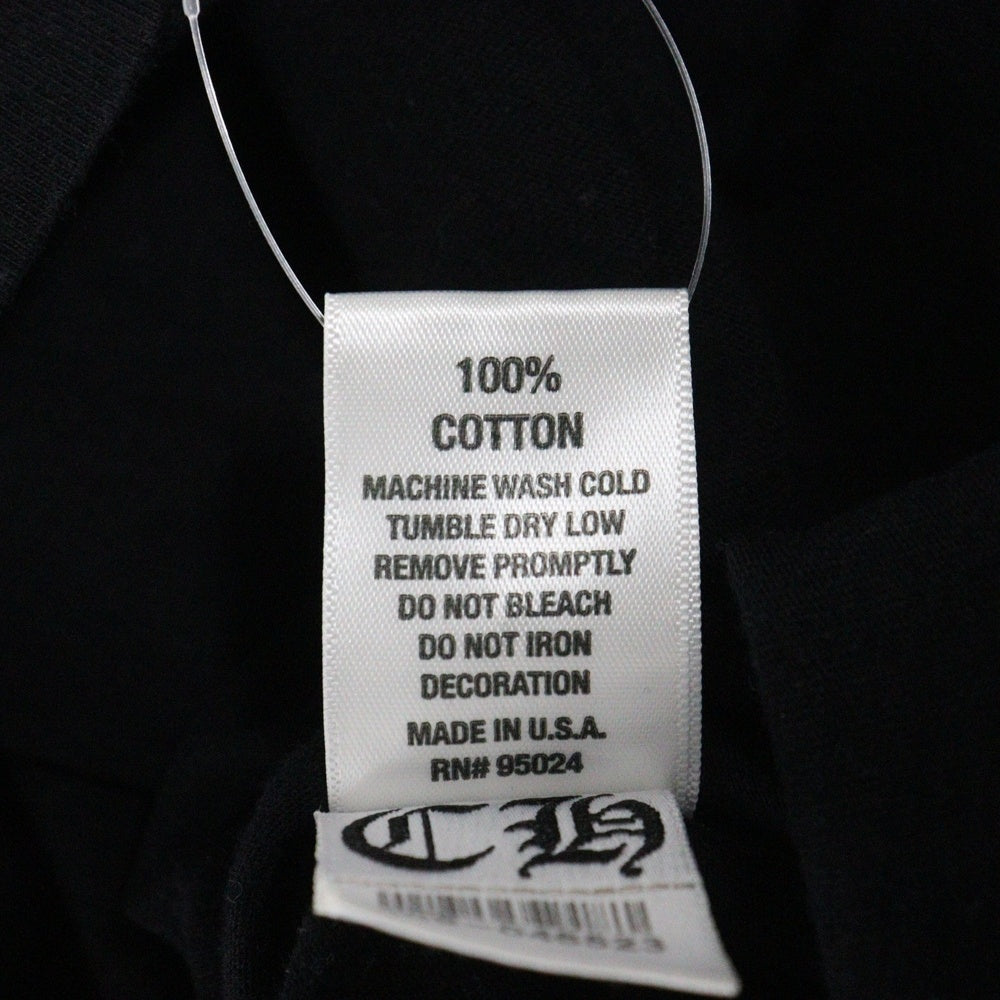 100%
COTTON
MACHINE WASH COLD
TUMBLE DRY LOW
REMOVE PROMPTLY
DO NOT BLEACH
DO NOT IRON
DECORATION
MADE IN U.S.A.
RN# 95024
CH